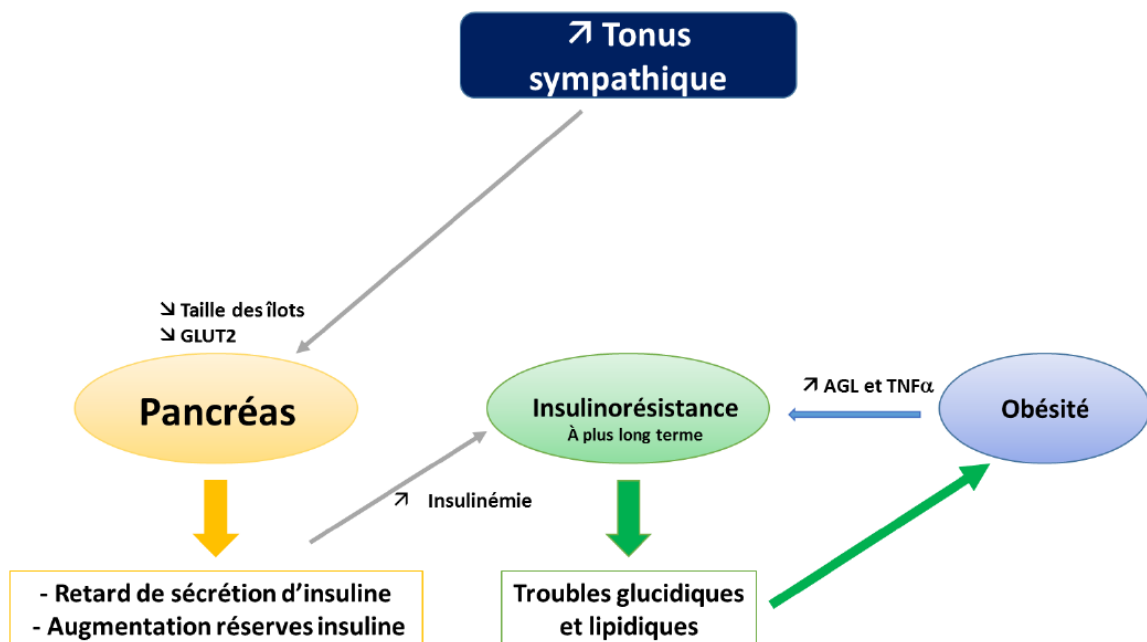 ↗ Tonus
sympathique
↘ Taille des îlots
↘ GLUT2
Pancréas
Insulinorésistance
À plus long terme
↗ AGL et TNFα
Obésité
↗ Insulinémie
- Retard de sécrétion d’insuline
- Augmentation réserves insuline
Troubles glucidiques
et lipidiques